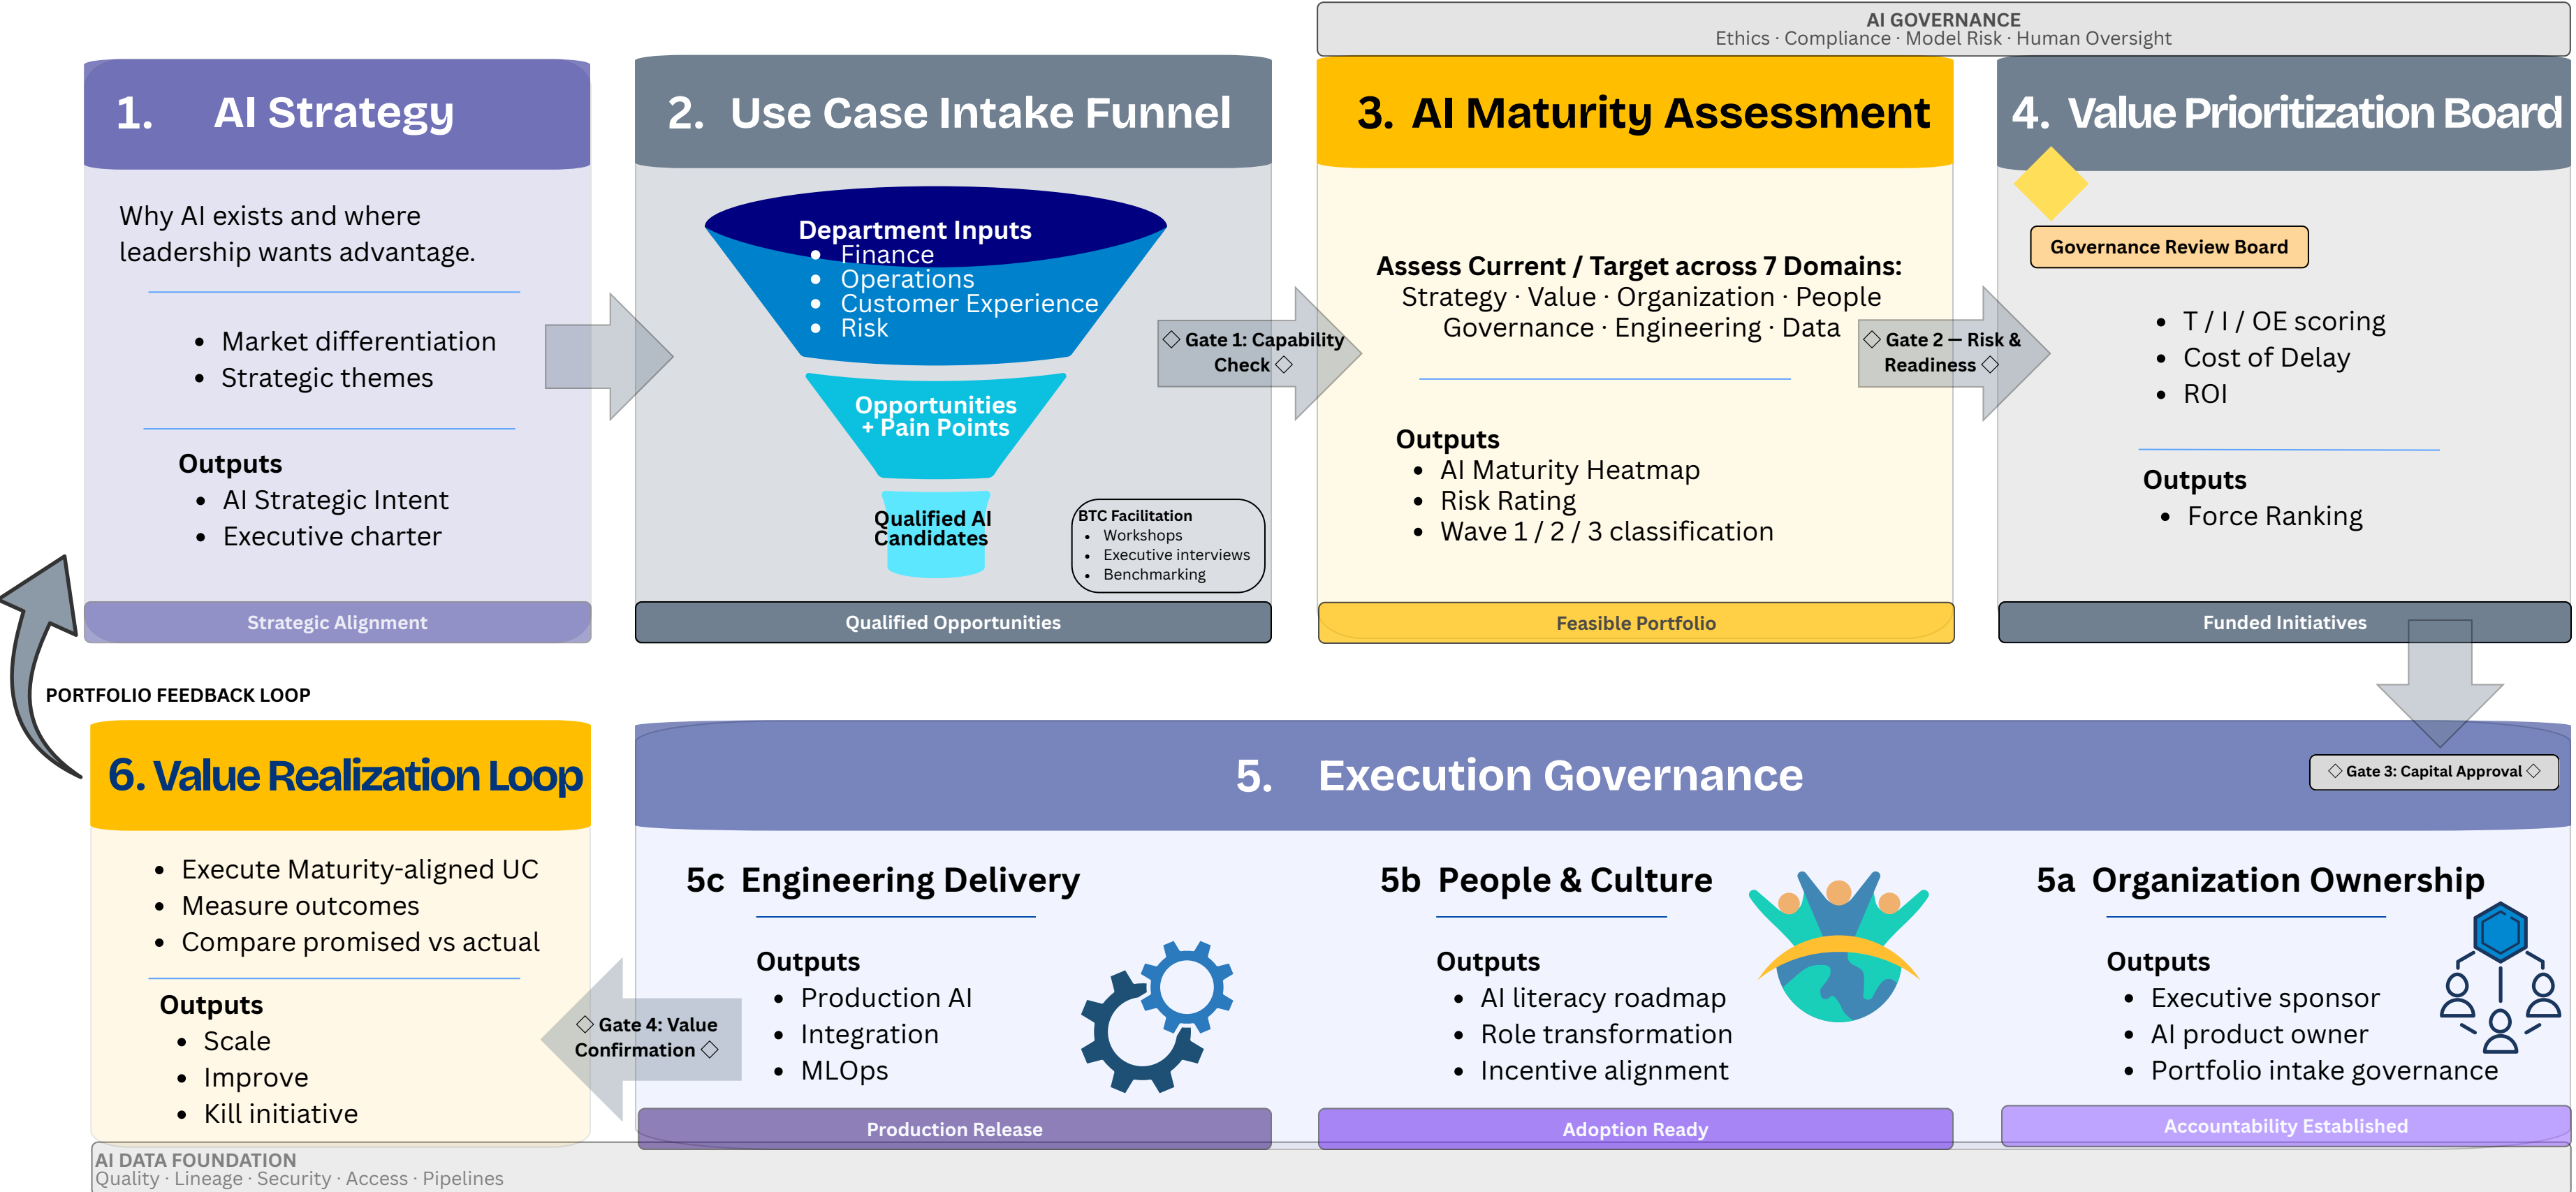 AI GOVERNANCE
Ethics · Compliance · Model Risk · Human Oversight
1. AI Strategy
Why AI exists and where
leadership wants advantage.
• Market differentiation
• Strategic themes
Outputs
• AI Strategic Intent
• Executive charter
Strategic Alignment
2. Use Case Intake Funnel
Department Inputs
• Finance
• Operations
• Customer Experience
• Risk
Opportunities
+ Pain Points
Qualified AI
Candidates
BTC Facilitation
• Workshops
• Executive interviews
• Benchmarking
Qualified Opportunities
◇ Gate 1: Capability
Check ◇
3. AI Maturity Assessment
Assess Current / Target across 7 Domains:
Strategy · Value · Organization · People
Governance · Engineering · Data
Outputs
• AI Maturity Heatmap
• Risk Rating
• Wave 1 / 2 / 3 classification
Feasible Portfolio
◇ Gate 2 – Risk &
Readiness ◇
4. Value Prioritization Board
Governance Review Board
• T / I / OE scoring
• Cost of Delay
• ROI
Outputs
• Force Ranking
Funded Initiatives
5. Execution Governance
◇ Gate 3: Capital Approval ◇
5a Organization Ownership
Outputs
• Executive sponsor
• AI product owner
• Portfolio intake governance
Accountability Established
5b People & Culture
Outputs
• AI literacy roadmap
• Role transformation
• Incentive alignment
Adoption Ready
5c Engineering Delivery
Outputs
• Production AI
• Integration
• MLOps
Production Release
◇ Gate 4: Value
Confirmation ◇
PORTFOLIO FEEDBACK LOOP
6. Value Realization Loop
• Execute Maturity-aligned UC
• Measure outcomes
• Compare promised vs actual
Outputs
• Scale
• Improve
• Kill initiative
AI DATA FOUNDATION
Quality · Lineage · Security · Access · Pipelines